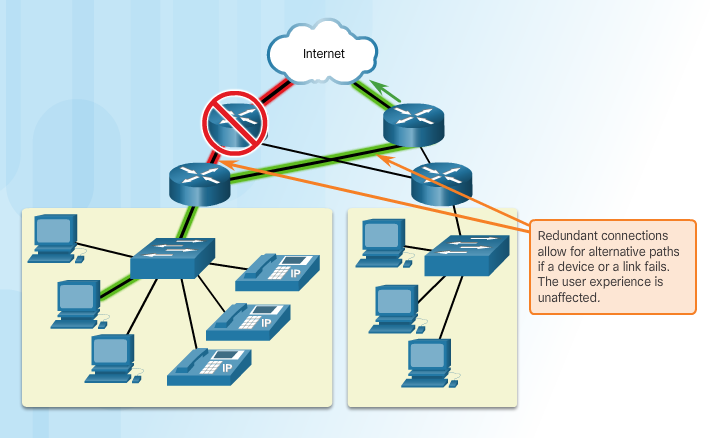 Internet
IP
IP
IP
Redundant connections
allow for alternative paths
if a device or a link fails.
The user experience is
unaffected.